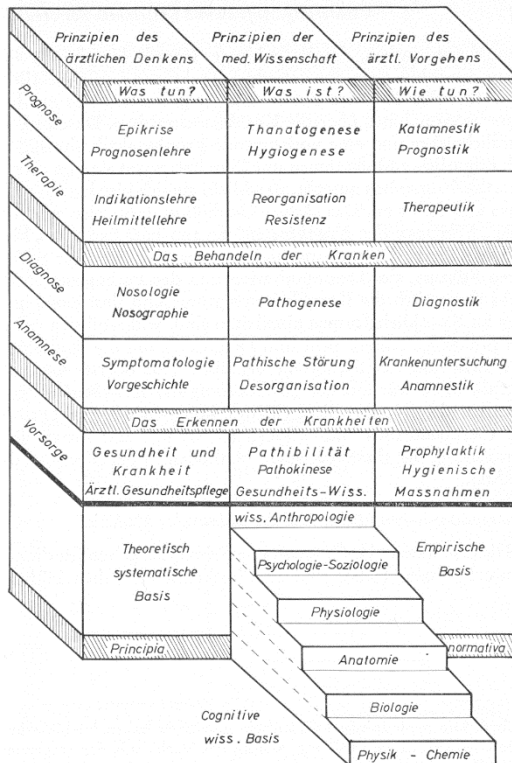 Prinzipien des
ärztlichen Denkens
Prinzipien der
med. Wissenschaft
Prinzipien des
ärztl. Vorgehens
Was tun?
Was ist?
Wie tun?
Prognose
Epikrise
Prognosenlehre
Thanatogenese
Hygiogenese
Katamnestik
Prognostik
Therapie
Indikationslehre
Heilmittellehre
Reorganisation
Resistenz
Therapeutik
Das Behandeln der Kranken
Diagnose
Nosologie
Nosographie
Pathogenese
Diagnostik
Anamnese
Symptomatologie
Vorgeschichte
Pathische Störung
Desorganisation
Krankenuntersuchung
Anamnestik
Das Erkennen der Krankheiten
Vorsorge
Gesundheit und
Krankheit
Ärztl. Gesundheitspflege
Pathibilität
Pathokinese
Gesundheits-Wiss.
Prophylaktik
Hygienische
Massnahmen
Theoretisch
systematische
Basis
wiss. Anthropologie
Psychologie-Soziologie
Physiologie
Anatomie
Biologie
Physik - Chemie
Empirische
Basis
Principia
normativa
Cognitive
wiss. Basis